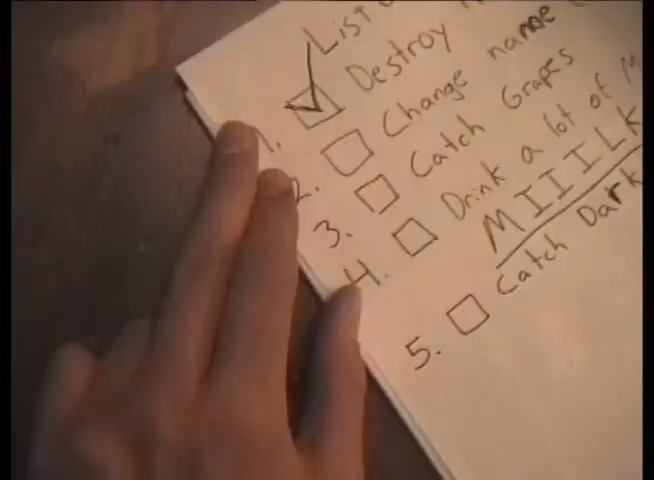 List
1. Destroy
2. Change name
3. Catch Grapes
4. Drink a lot of M
MIIILK
5. Catch Dark